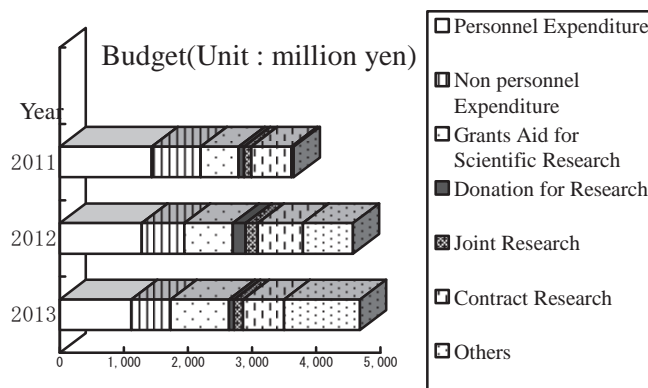 Budget(Unit : million yen)
Year
2011
2012
2013
0 1,000 2,000 3,000 4,000 5,000
Personnel Expenditure
Non personnel
Expenditure
Grants Aid for
Scientific Research
Donation for Research
Joint Research
Contract Research
Others